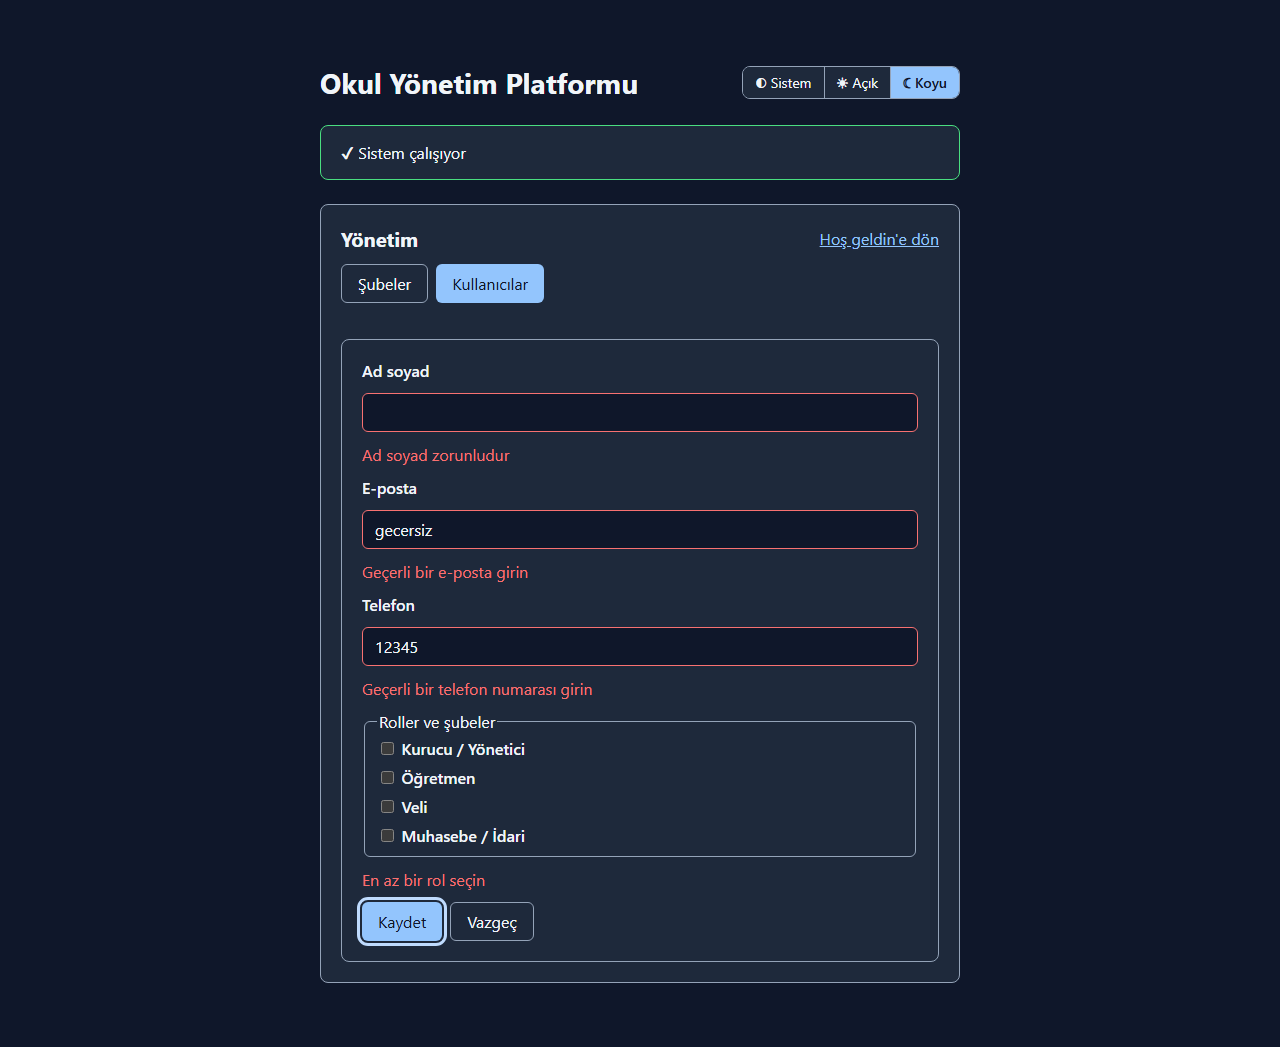 Okul Yönetim Platformu
Sistem
Açık
Koyu
✓ Sistem çalışıyor
Yönetim
Hoş geldin'e dön
Şubeler
Kullanıcılar
Ad soyad
Ad soyad zorunludur
E-posta
gecersiz
Geçerli bir e-posta girin
Telefon
12345
Geçerli bir telefon numarası girin
Roller ve şubeler
Kurucu / Yönetici
Öğretmen
Veli
Muhasebe / İdari
En az bir rol seçin
Kaydet
Vazgeç